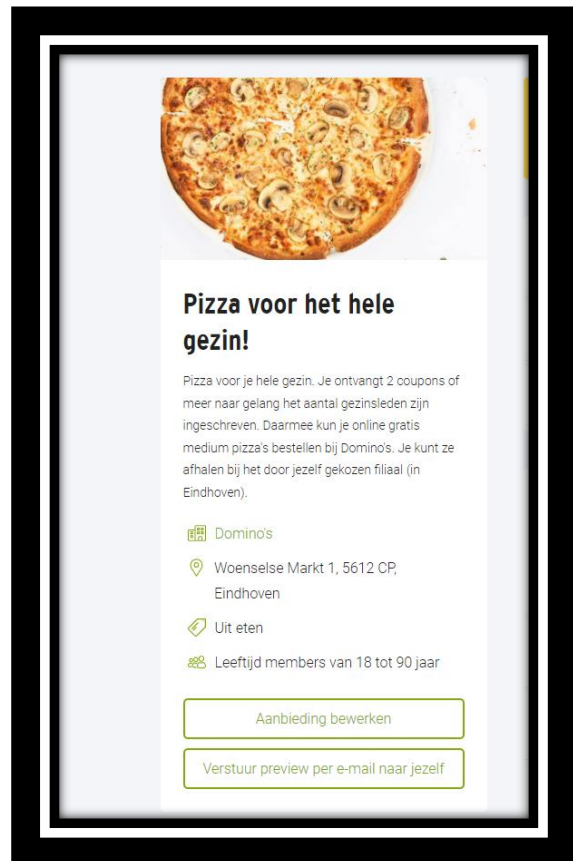 Pizza voor het hele
gezin!
Pizza voor je hele gezin. Je ontvangt 2 coupons of
meer naar gelang het aantal gezinsleden zijn
ingeschreven. Daarmee kun je online gratis
medium pizza's bestellen bij Domino's. Je kunt ze
afhalen bij het door jezelf gekozen filiaal (in
Eindhoven).
Domino's
Woenselse Markt 1, 5612 CP,
Eindhoven
Uit eten
Leeftijd members van 18 tot 90 jaar
Aanbieding bewerken
Verstuur preview per e-mail naar jezelf